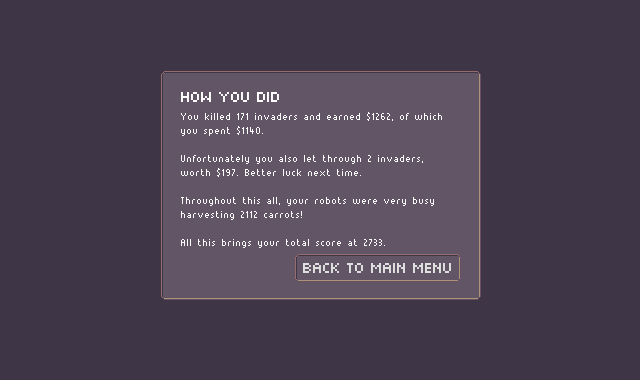 HOW YOU DID
You killed 171 invaders and earned $1262, of which
you spent $1140.
Unfortunately you also let through 2 invaders,
worth $197. Better luck next time.
Throughout this all, your robots were very busy
harvesting 2112 carrots!
All this brings your total score at 2733.
BACK TO MAIN MENU